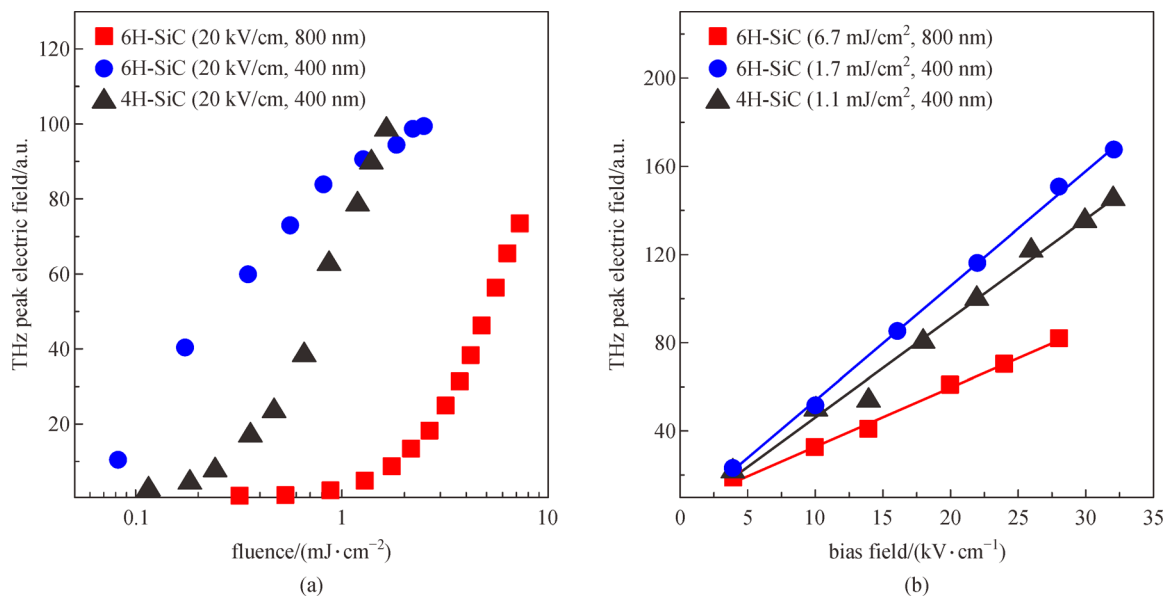 THz peak electric field/a.u.
120
100
80
60
40
20
6H-SiC (20 kV/cm, 800 nm)
6H-SiC (20 kV/cm, 400 nm)
4H-SiC (20 kV/cm, 400 nm)
0.1 1 10
fluence/(mJ·cm⁻²)
(a)
THz peak electric field/a.u.
220
160
120
80
40
6H-SiC (6.7 mJ/cm², 800 nm)
6H-SiC (1.7 mJ/cm², 400 nm)
4H-SiC (1.1 mJ/cm², 400 nm)
0 5 10 15 20 25 30 35
bias field/(kV·cm⁻¹)
(b)